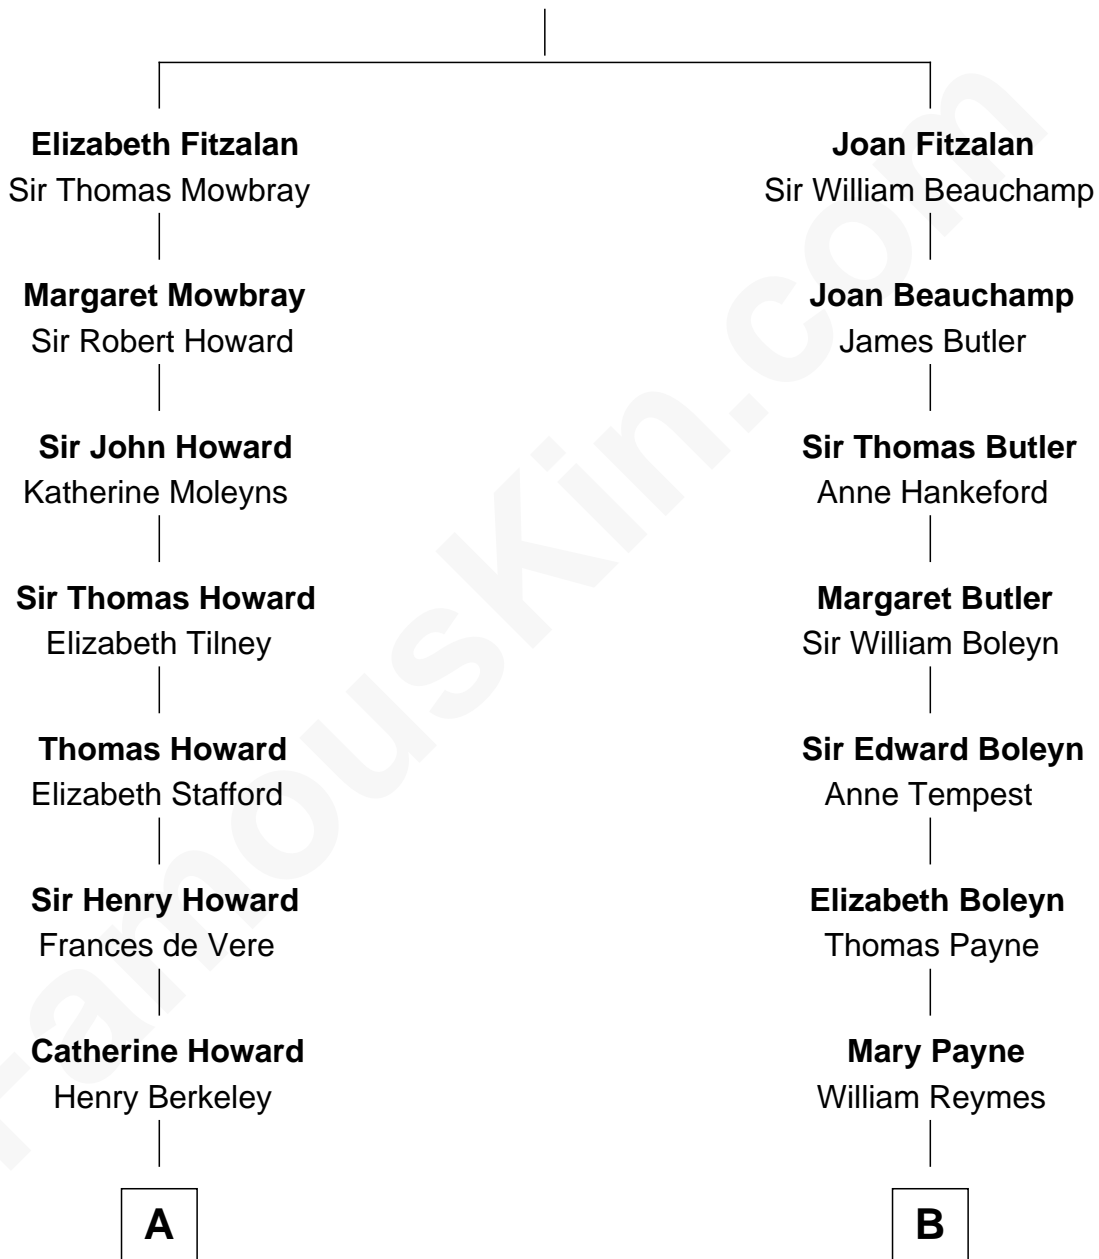 Elizabeth Fitzalan
Sir Thomas Mowbray
Margaret Mowbray
Sir Robert Howard
Sir John Howard
Katherine Moleyns
Sir Thomas Howard
Elizabeth Tilney
Thomas Howard
Elizabeth Stafford
Sir Henry Howard
Frances de Vere
Catherine Howard
Henry Berkeley
A
Joan Fitzalan
Sir William Beauchamp
Joan Beauchamp
James Butler
Sir Thomas Butler
Anne Hankeford
Margaret Butler
Sir William Boleyn
Sir Edward Boleyn
Anne Tempest
Elizabeth Boleyn
Thomas Payne
Mary Payne
William Reymes
B
FamousKin.com